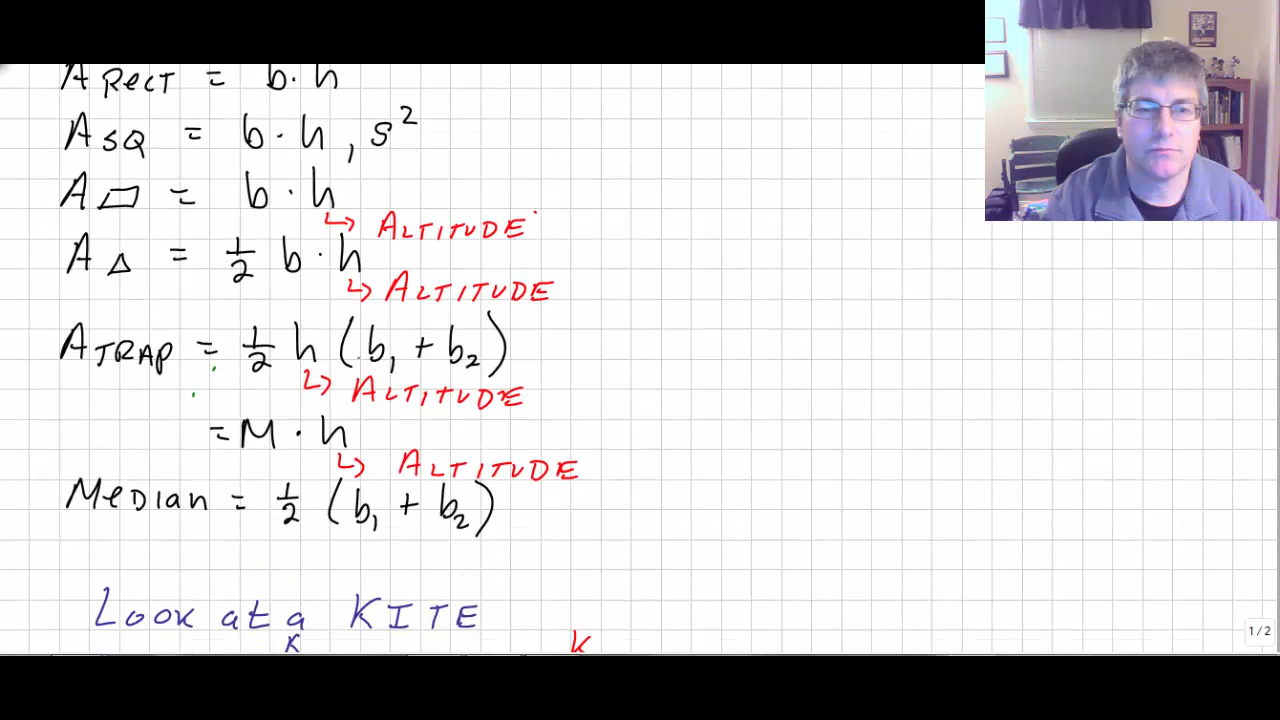 A RECT = b · h
A SQ = b · h , s²
A ▱ = b · h
↳ ALTITUDE
A △ = 1/2 b · h
↳ ALTITUDE
A TRAP = 1/2 h (b₁ + b₂)
↳ ALTITUDE
= M · h
↳ ALTITUDE
MEDIAN = 1/2 (b₁ + b₂)
Look at a KITE
K k
1/2